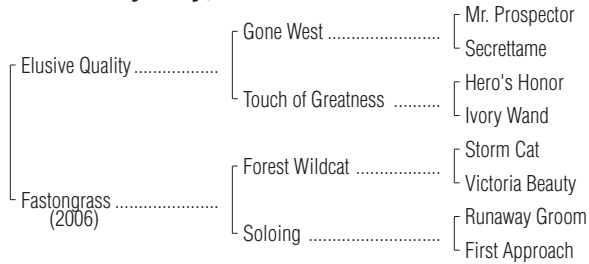 Mr. Prospector
Gone West ....................
Secrettame
Elusive Quality ...............
Hero's Honor
Touch of Greatness ..........
Ivory Wand
Storm Cat
Forest Wildcat ................
Victoria Beauty
Fastongrass ..................
(2006)
Runaway Groom
Soloing ........................
First Approach